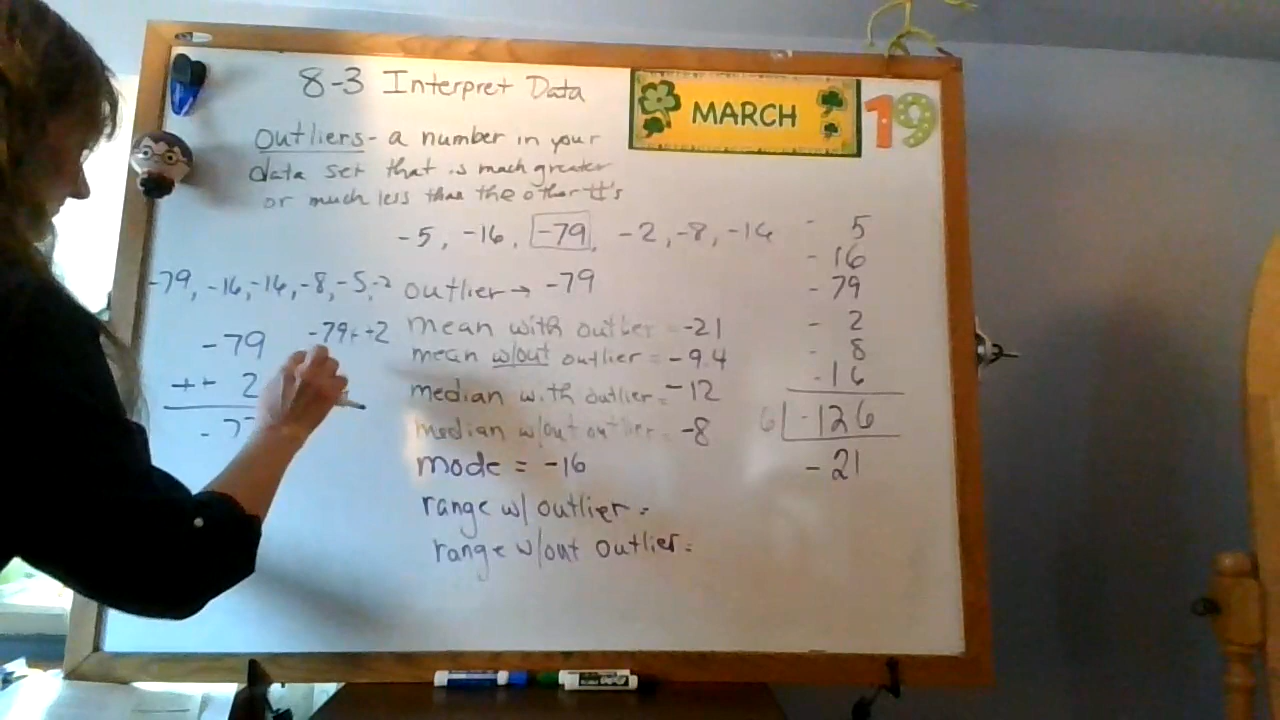 8-3 Interpret Data
MARCH 19
Outliers - a number in your
data set that is much greater
or much less than the other #'s
-5, -16, -79, -2, -8, -16
-79, -16, -16, -8, -5, -2
outlier → -79
mean with outlier = -21
mean w/out outlier = -9.4
median with outlier = -12
median w/out outlier = -8
mode = -16
range w/ outlier =
range w/out outlier =
-79
+ - 2
-77
-79 - -2
- 5
- 16
- 79
- 2
- 8
-16
6 -126
- 21